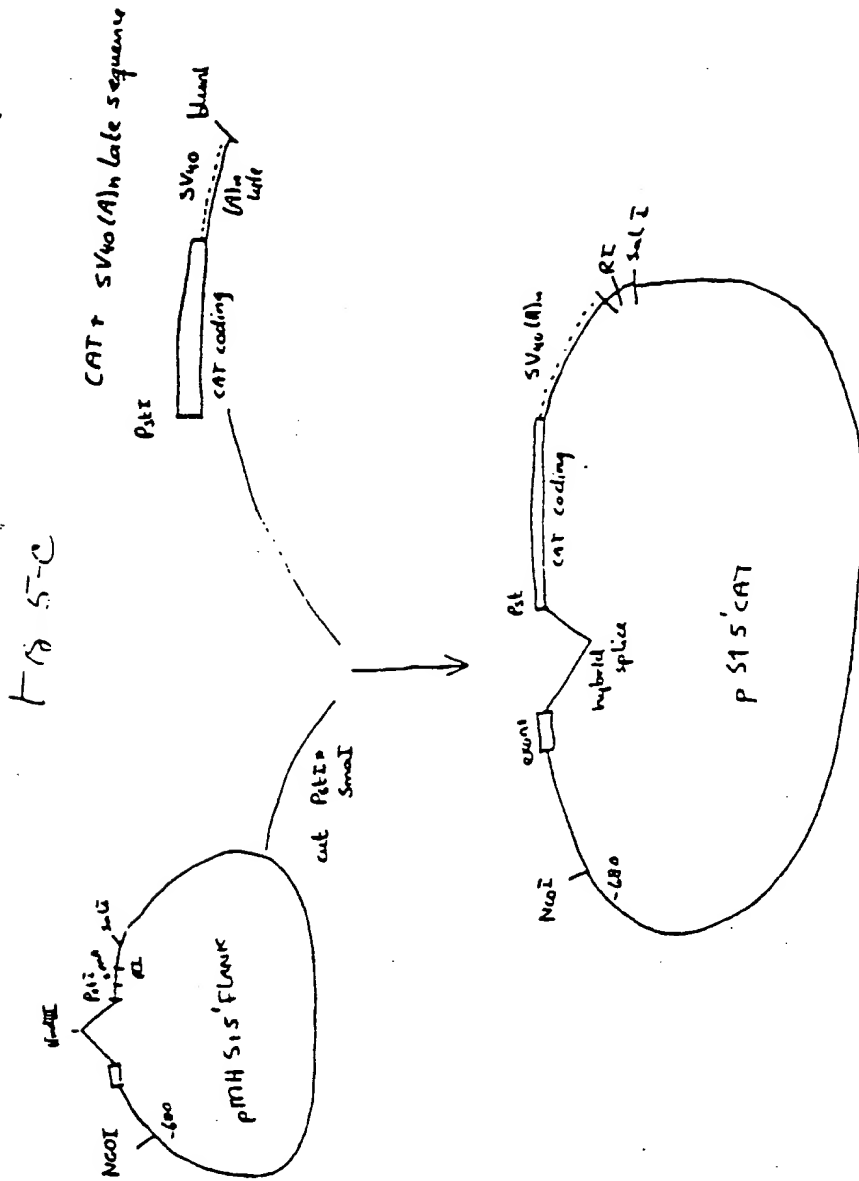 Fig 5-C
CAT + SV40 (A)n late sequence
PstI
CAT coding
SV40
(A)n
late
blunt
NCOI
-680
HindIII
PstI
SmaI
RI
SalI
pMH S1 5' FLANK
cut PstI +
SmaI
NcoI
-680
exon1
hybrid
splice
Pst
CAT coding
SV40 (A)n
RI
Sal I
p S1 5' CAT